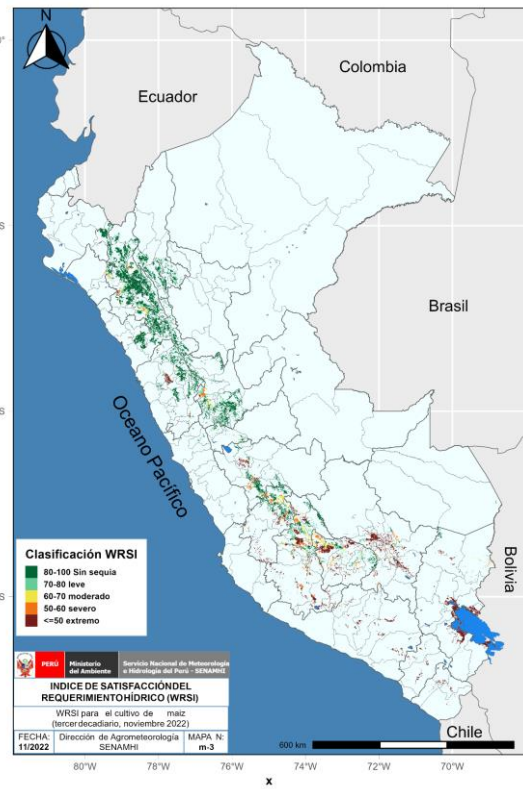 N
Colombia
Ecuador
Brasil
Oceano Pacífico
Bolivia
Clasificación WRSI
80-100 Sin sequia
70-80 leve
60-70 moderado
50-60 severo
<=50 extremo
PERÚ Ministerio del Ambiente Servicio Nacional de Meteorología e Hidrología del Perú - SENAMHI
INDICE DE SATISFACCIÓNDEL
REQUERIMIENTOHÍDRICO (WRSI)
WRSI para el cultivo de maiz
(tercerdecadiario, noviembre 2022)
FECHA: 11/2022 Dirección de Agrometeorología SENAMHI MAPA N: m-3
600 km
Chile
80°W 78°W 76°W 74°W 72°W 70°W
x